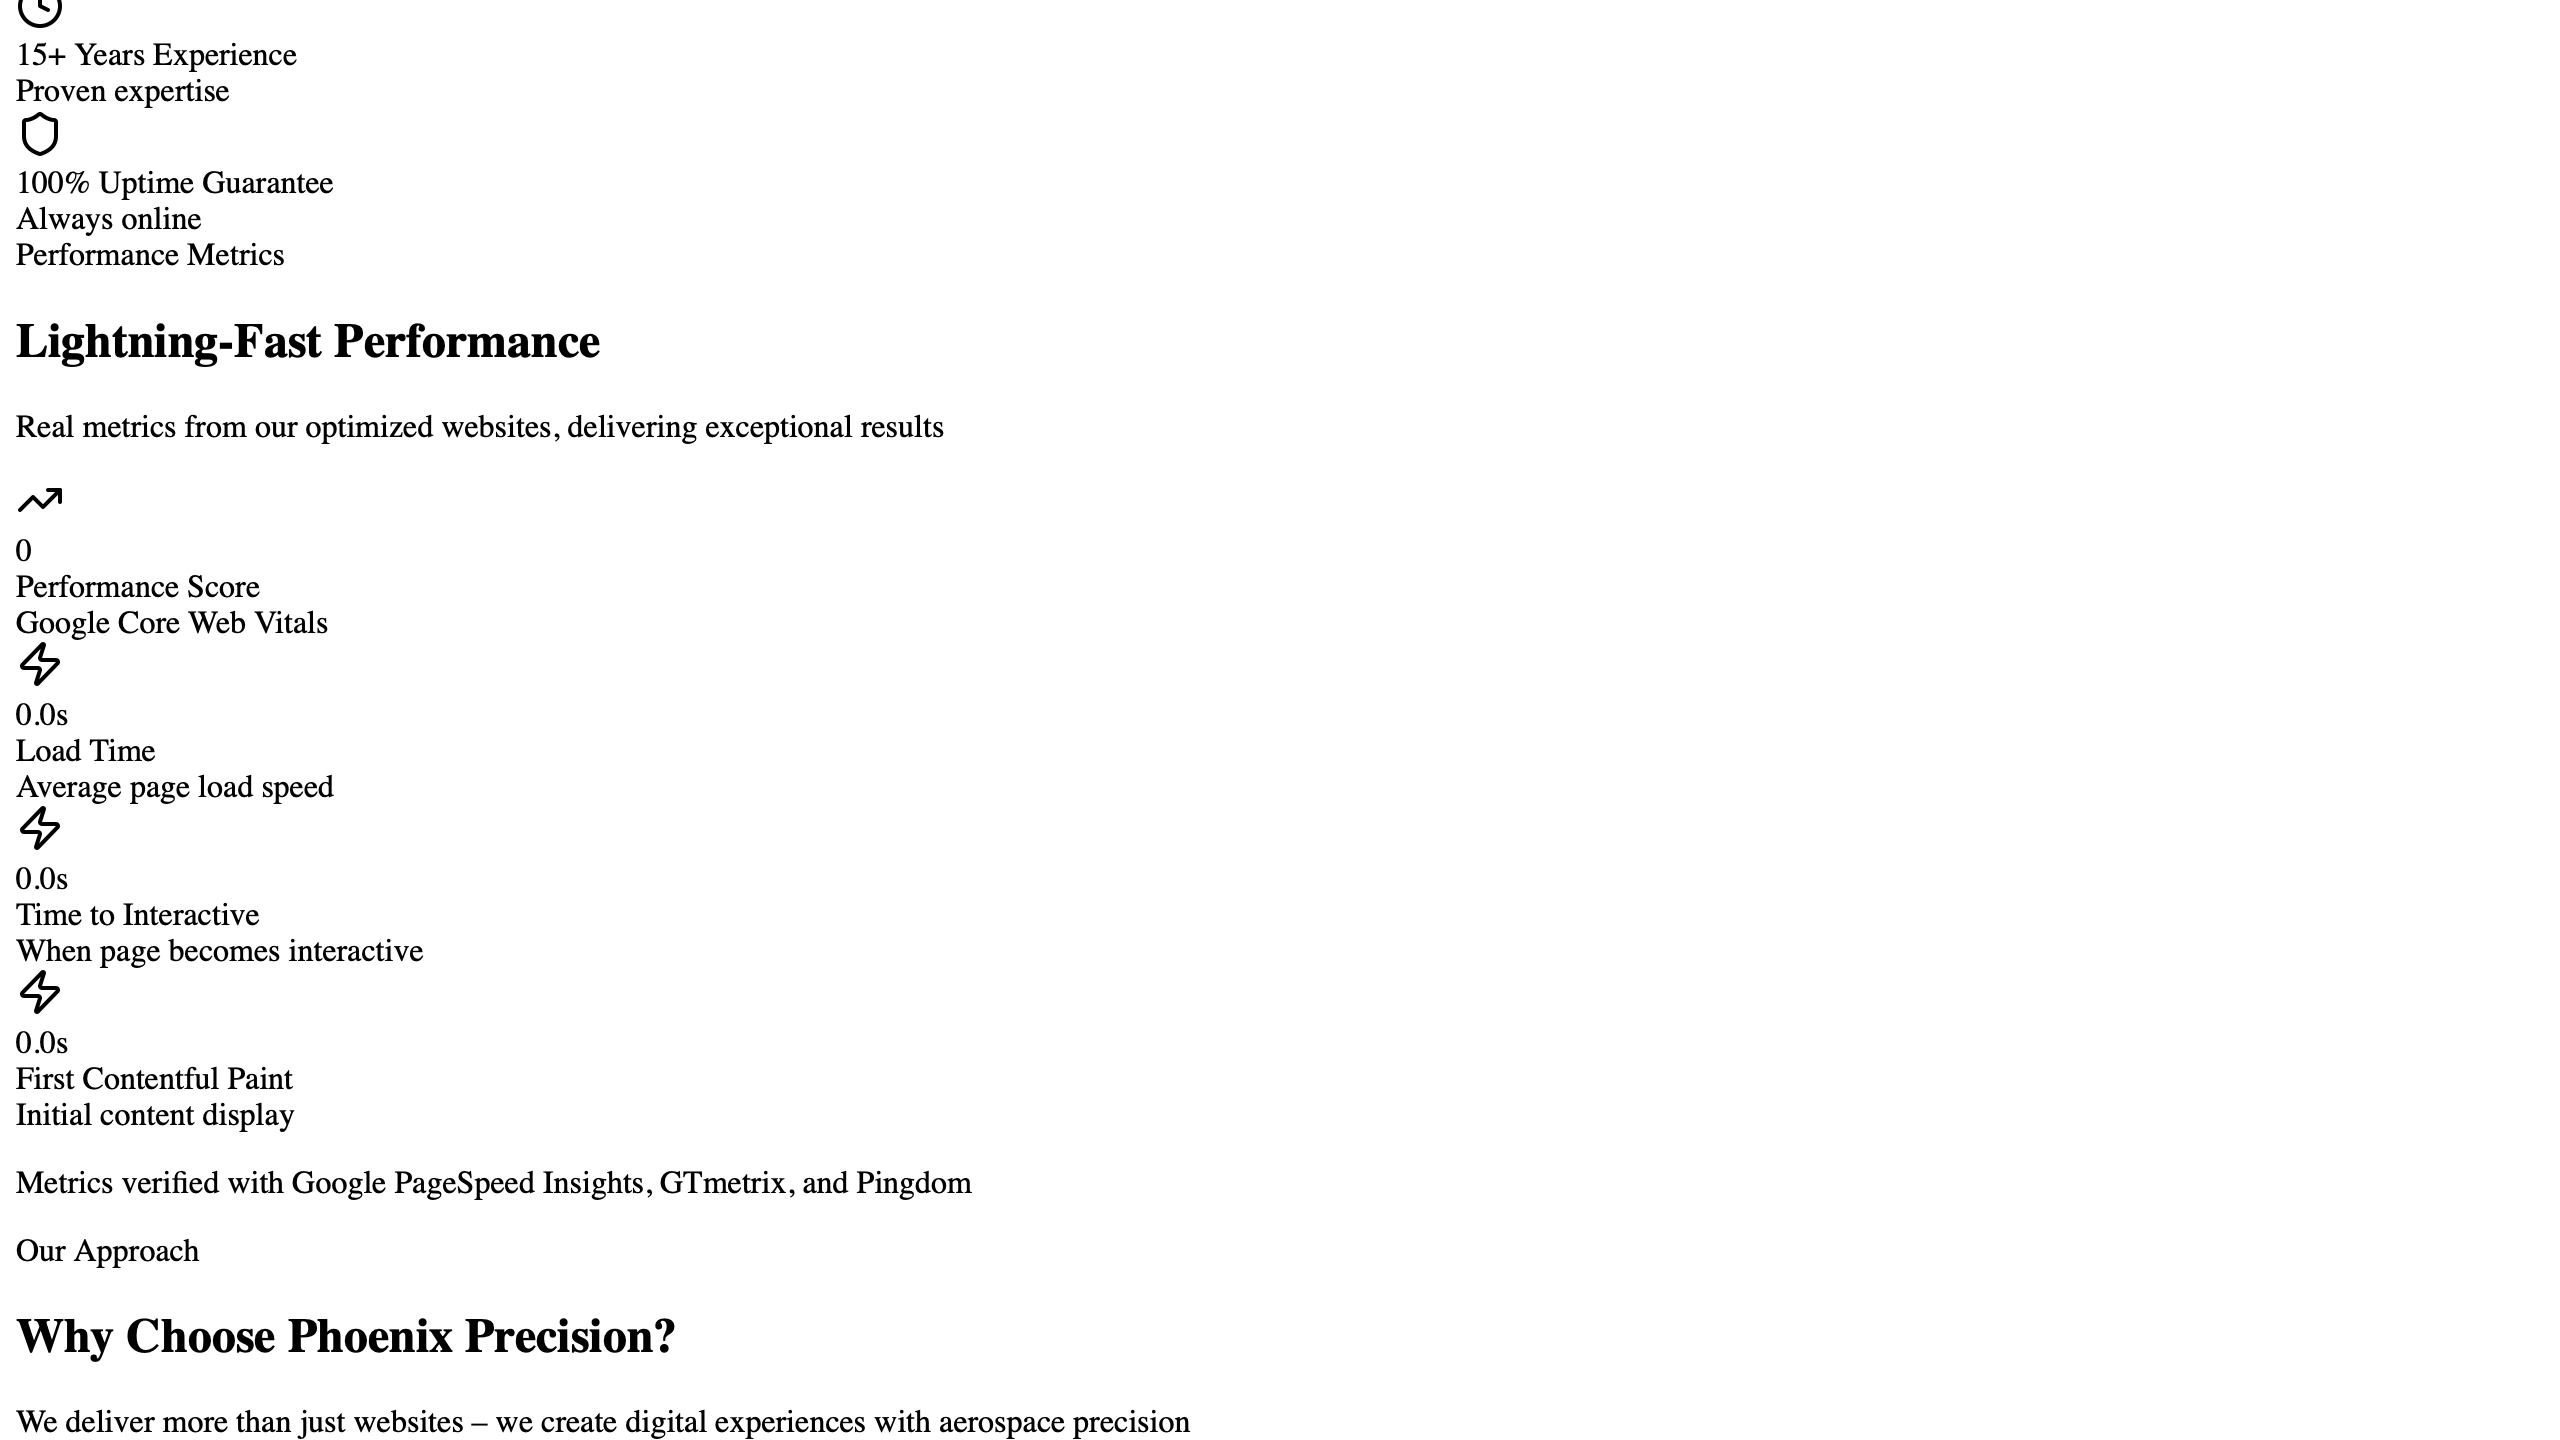 15+ Years Experience
Proven expertise
100% Uptime Guarantee
Always online
Performance Metrics
Lightning-Fast Performance
Real metrics from our optimized websites, delivering exceptional results
0
Performance Score
Google Core Web Vitals
0.0s
Load Time
Average page load speed
0.0s
Time to Interactive
When page becomes interactive
0.0s
First Contentful Paint
Initial content display
Metrics verified with Google PageSpeed Insights, GTmetrix, and Pingdom
Our Approach
Why Choose Phoenix Precision?
We deliver more than just websites – we create digital experiences with aerospace precision